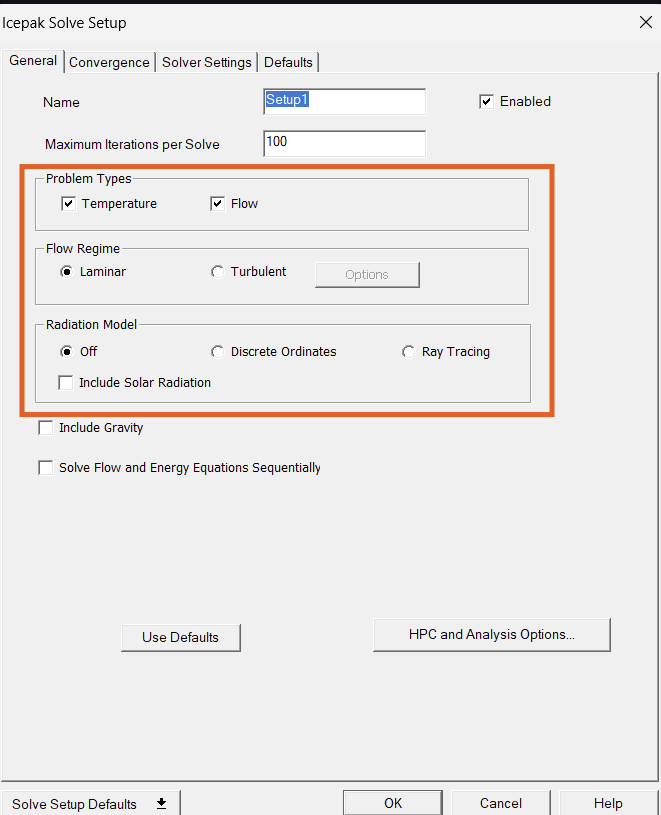 Icepak Solve Setup
General Convergence Solver Settings Defaults
Name Setup1 Enabled
Maximum Iterations per Solve 100
Problem Types
Temperature Flow
Flow Regime
Laminar Turbulent Options
Radiation Model
Off Discrete Ordinates Ray Tracing
Include Solar Radiation
Include Gravity
Solve Flow and Energy Equations Sequentially
Use Defaults HPC and Analysis Options...
Solve Setup Defaults OK Cancel Help